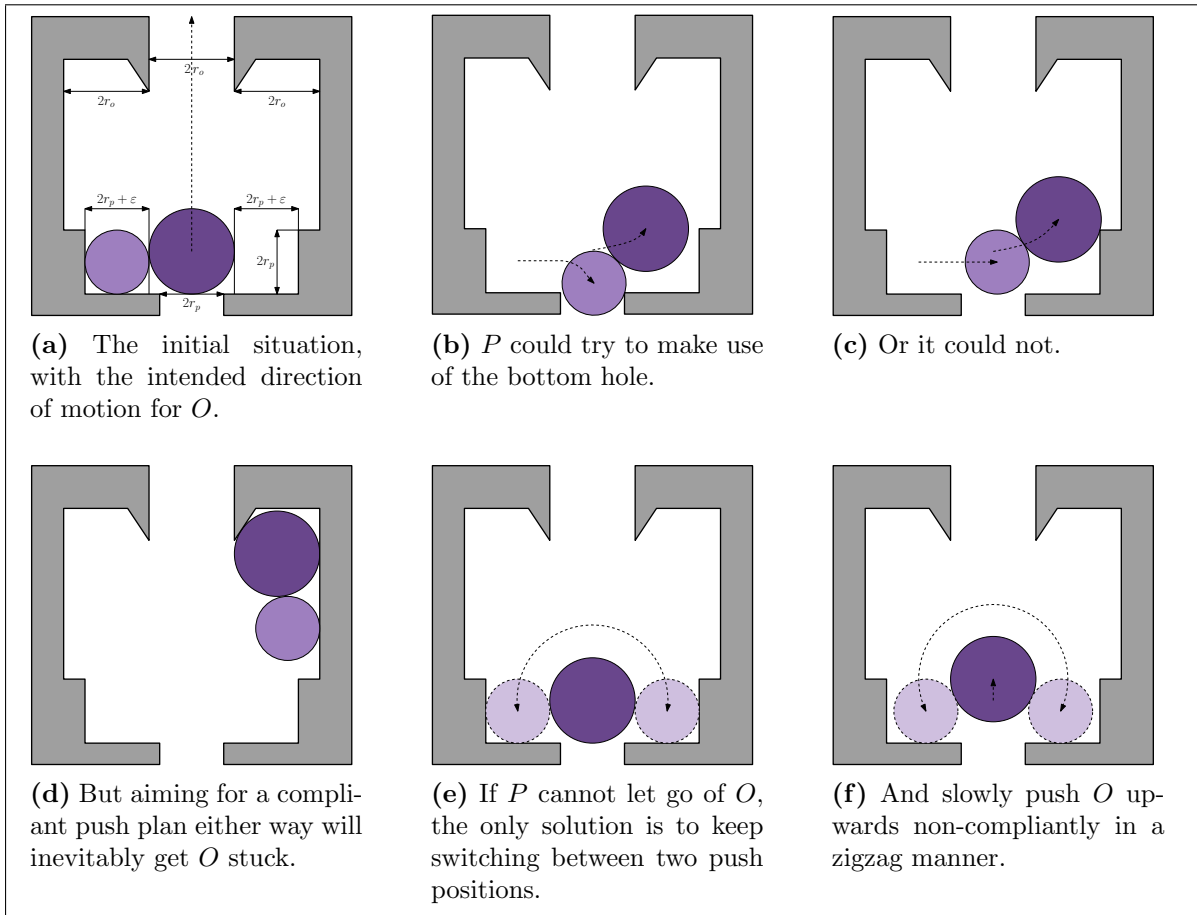 2r_o
2r_o
2r_o
2r_p + ε
2r_p + ε
2r_p
2r_p
(a) The initial situation,
with the intended direction
of motion for O.
(b) P could try to make use
of the bottom hole.
(c) Or it could not.
(d) But aiming for a compli-
ant push plan either way will
inevitably get O stuck.
(e) If P cannot let go of O,
the only solution is to keep
switching between two push
positions.
(f) And slowly push O up-
wards non-compliantly in a
zigzag manner.